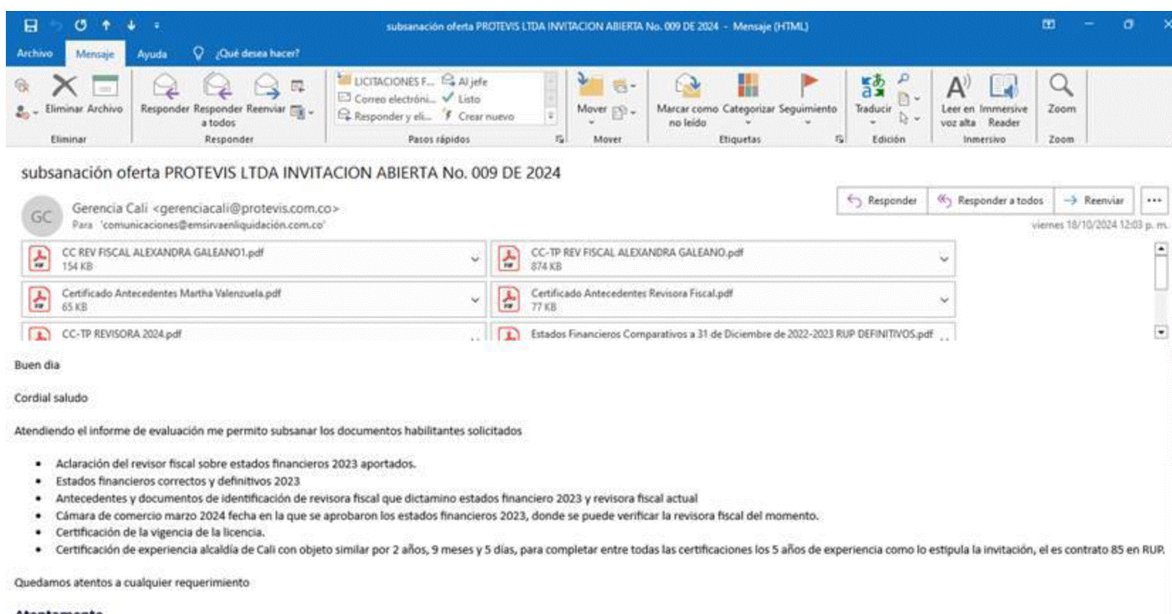 subsanación oferta PROTEVIS LTDA INVITACION ABIERTA No. 009 DE 2024 - Mensaje (HTML)
Archivo Mensaje Ayuda ¿Qué desea hacer?
LICITACIONES F... Al jefe
Correo electróni... Listo
Responder y eli... Crear nuevo
Eliminar Archivo
Responder Responder Reenviar
a todos
Mover
Marcar como Categorizar Seguimiento
no leído
Traducir
Leer en Immersive
voz alta Reader
Zoom
Eliminar Responder Pasos rápidos Mover Etiquetas Edición Inmersivo Zoom
subsanación oferta PROTEVIS LTDA INVITACION ABIERTA No. 009 DE 2024
GC
Gerencia Cali <gerenciacali@protevis.com.co>
Para 'comunicaciones@emsirvaenliquidación.com.co'
Responder Responder a todos Reenviar ...
viernes 18/10/2024 12:03 p. m.
CC REV FISCAL ALEXANDRA GALEANO1.pdf
154 KB
CC-TP REV FISCAL ALEXANDRA GALEANO.pdf
874 KB
Certificado Antecedentes Martha Valenzuela.pdf
65 KB
Certificado Antecedentes Revisora Fiscal.pdf
77 KB
CC-TP REVISORA 2024.pdf
Estados Financieros Comparativos a 31 de Diciembre de 2022-2023 RUP DEFINITIVOS.pdf
Buen dia
Cordial saludo
Atendiendo el informe de evaluación me permito subsanar los documentos habilitantes solicitados
• Aclaración del revisor fiscal sobre estados financieros 2023 aportados.
• Estados financieros correctos y definitivos 2023
• Antecedentes y documentos de identificación de revisora fiscal que dictamino estados financiero 2023 y revisora fiscal actual
• Cámara de comercio marzo 2024 fecha en la que se aprobaron los estados financieros 2023, donde se puede verificar la revisora fiscal del momento.
• Certificación de la vigencia de la licencia.
• Certificación de experiencia alcaldía de Cali con objeto similar por 2 años, 9 meses y 5 días, para completar entre todas las certificaciones los 5 años de experiencia como lo estipula la invitación, el es contrato 85 en RUP.
Quedamos atentos a cualquier requerimiento
Atentamente